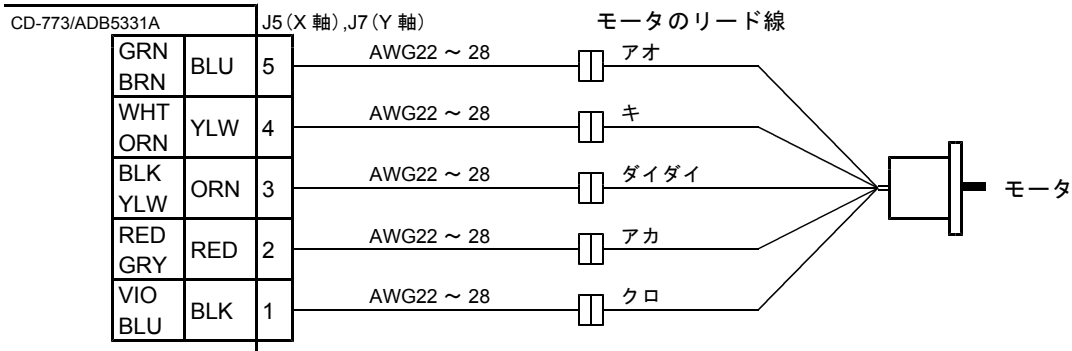 CD-773/ADB5331A
J5(X 軸),J7(Y 軸)
モータのリード線
GRN
BRN
BLU
5
AWG22 ～ 28
アオ
WHT
ORN
YLW
4
AWG22 ～ 28
キ
BLK
YLW
ORN
3
AWG22 ～ 28
ダイダイ
モータ
RED
GRY
RED
2
AWG22 ～ 28
アカ
VIO
BLU
BLK
1
AWG22 ～ 28
クロ